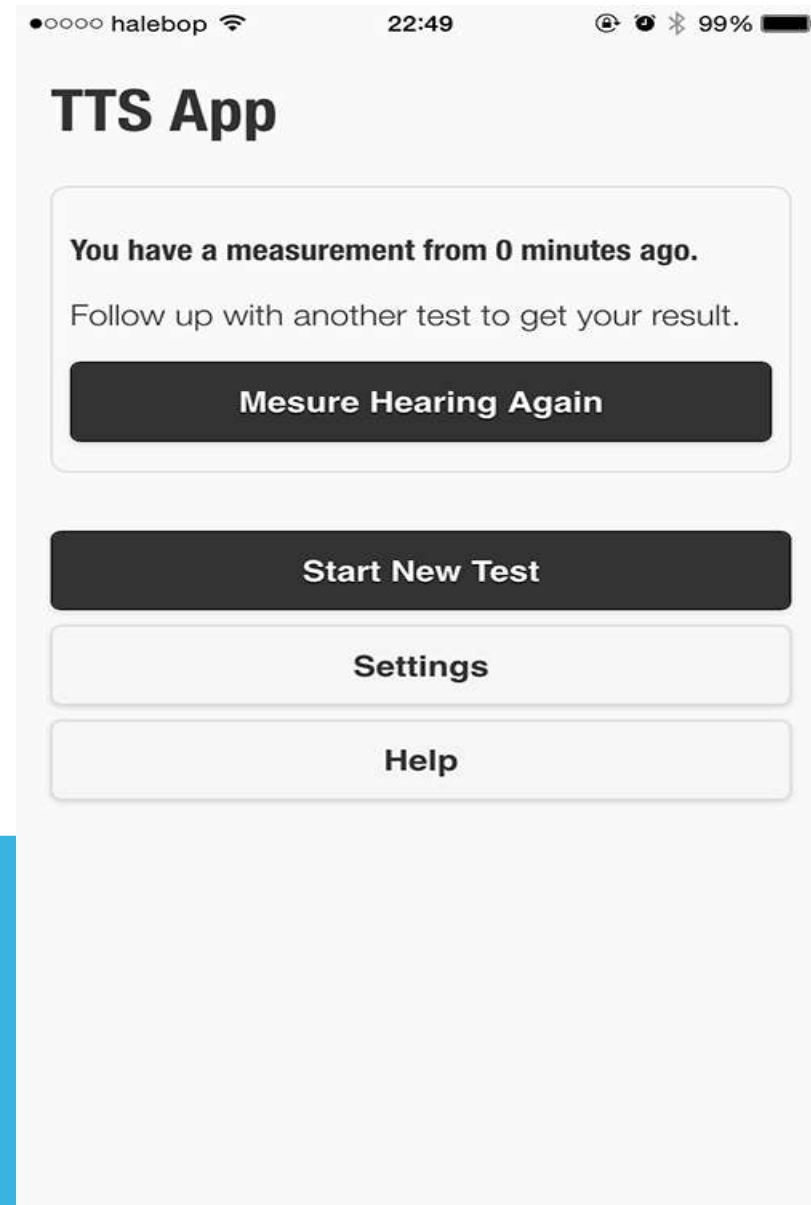 halebop 22:49 99%
TTS App
You have a measurement from 0 minutes ago.
Follow up with another test to get your result.
Mesure Hearing Again
Start New Test
Settings
Help